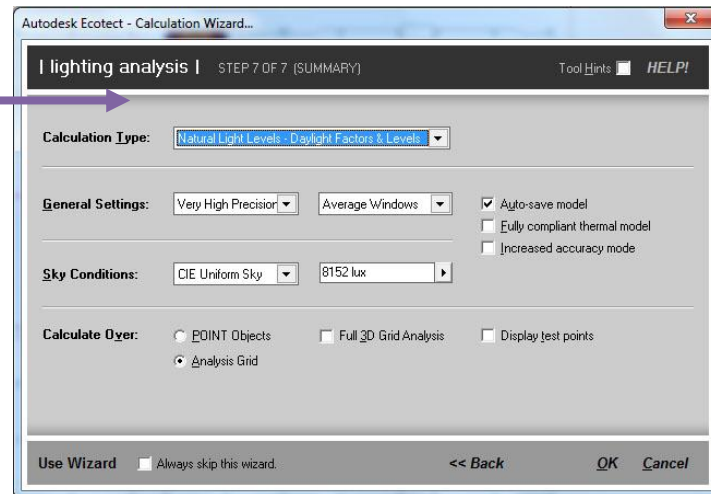 Autodesk Ecotect - Calculation Wizard...
| lighting analysis | STEP 7 OF 7 (SUMMARY) Tool Hints HELP!
Calculation Type: Natural Light Levels - Daylight Factors & Levels
General Settings: Very High Precision Average Windows Auto-save model
Fully compliant thermal model
Increased accuracy mode
Sky Conditions: CIE Uniform Sky 8152 lux
Calculate Over: POINT Objects Full 3D Grid Analysis Display test points
Analysis Grid
Use Wizard Always skip this wizard. << Back OK Cancel